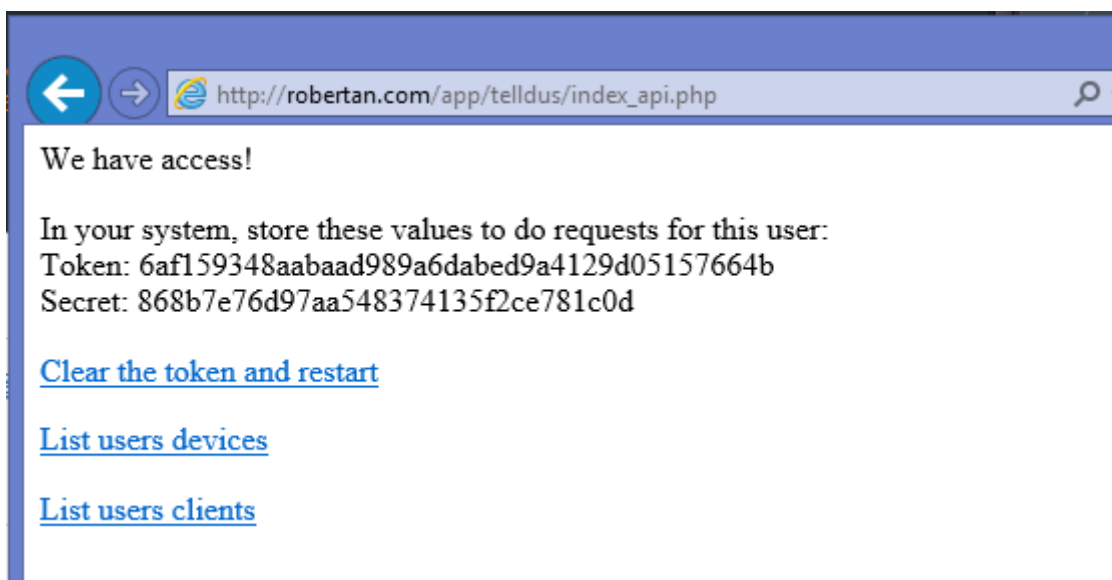 http://robertan.com/app/telldus/index_api.php
We have access!
In your system, store these values to do requests for this user:
Token: 6af159348aabaad989a6dabed9a4129d05157664b
Secret: 868b7e76d97aa548374135f2ce781c0d
Clear the token and restart
List users devices
List users clients